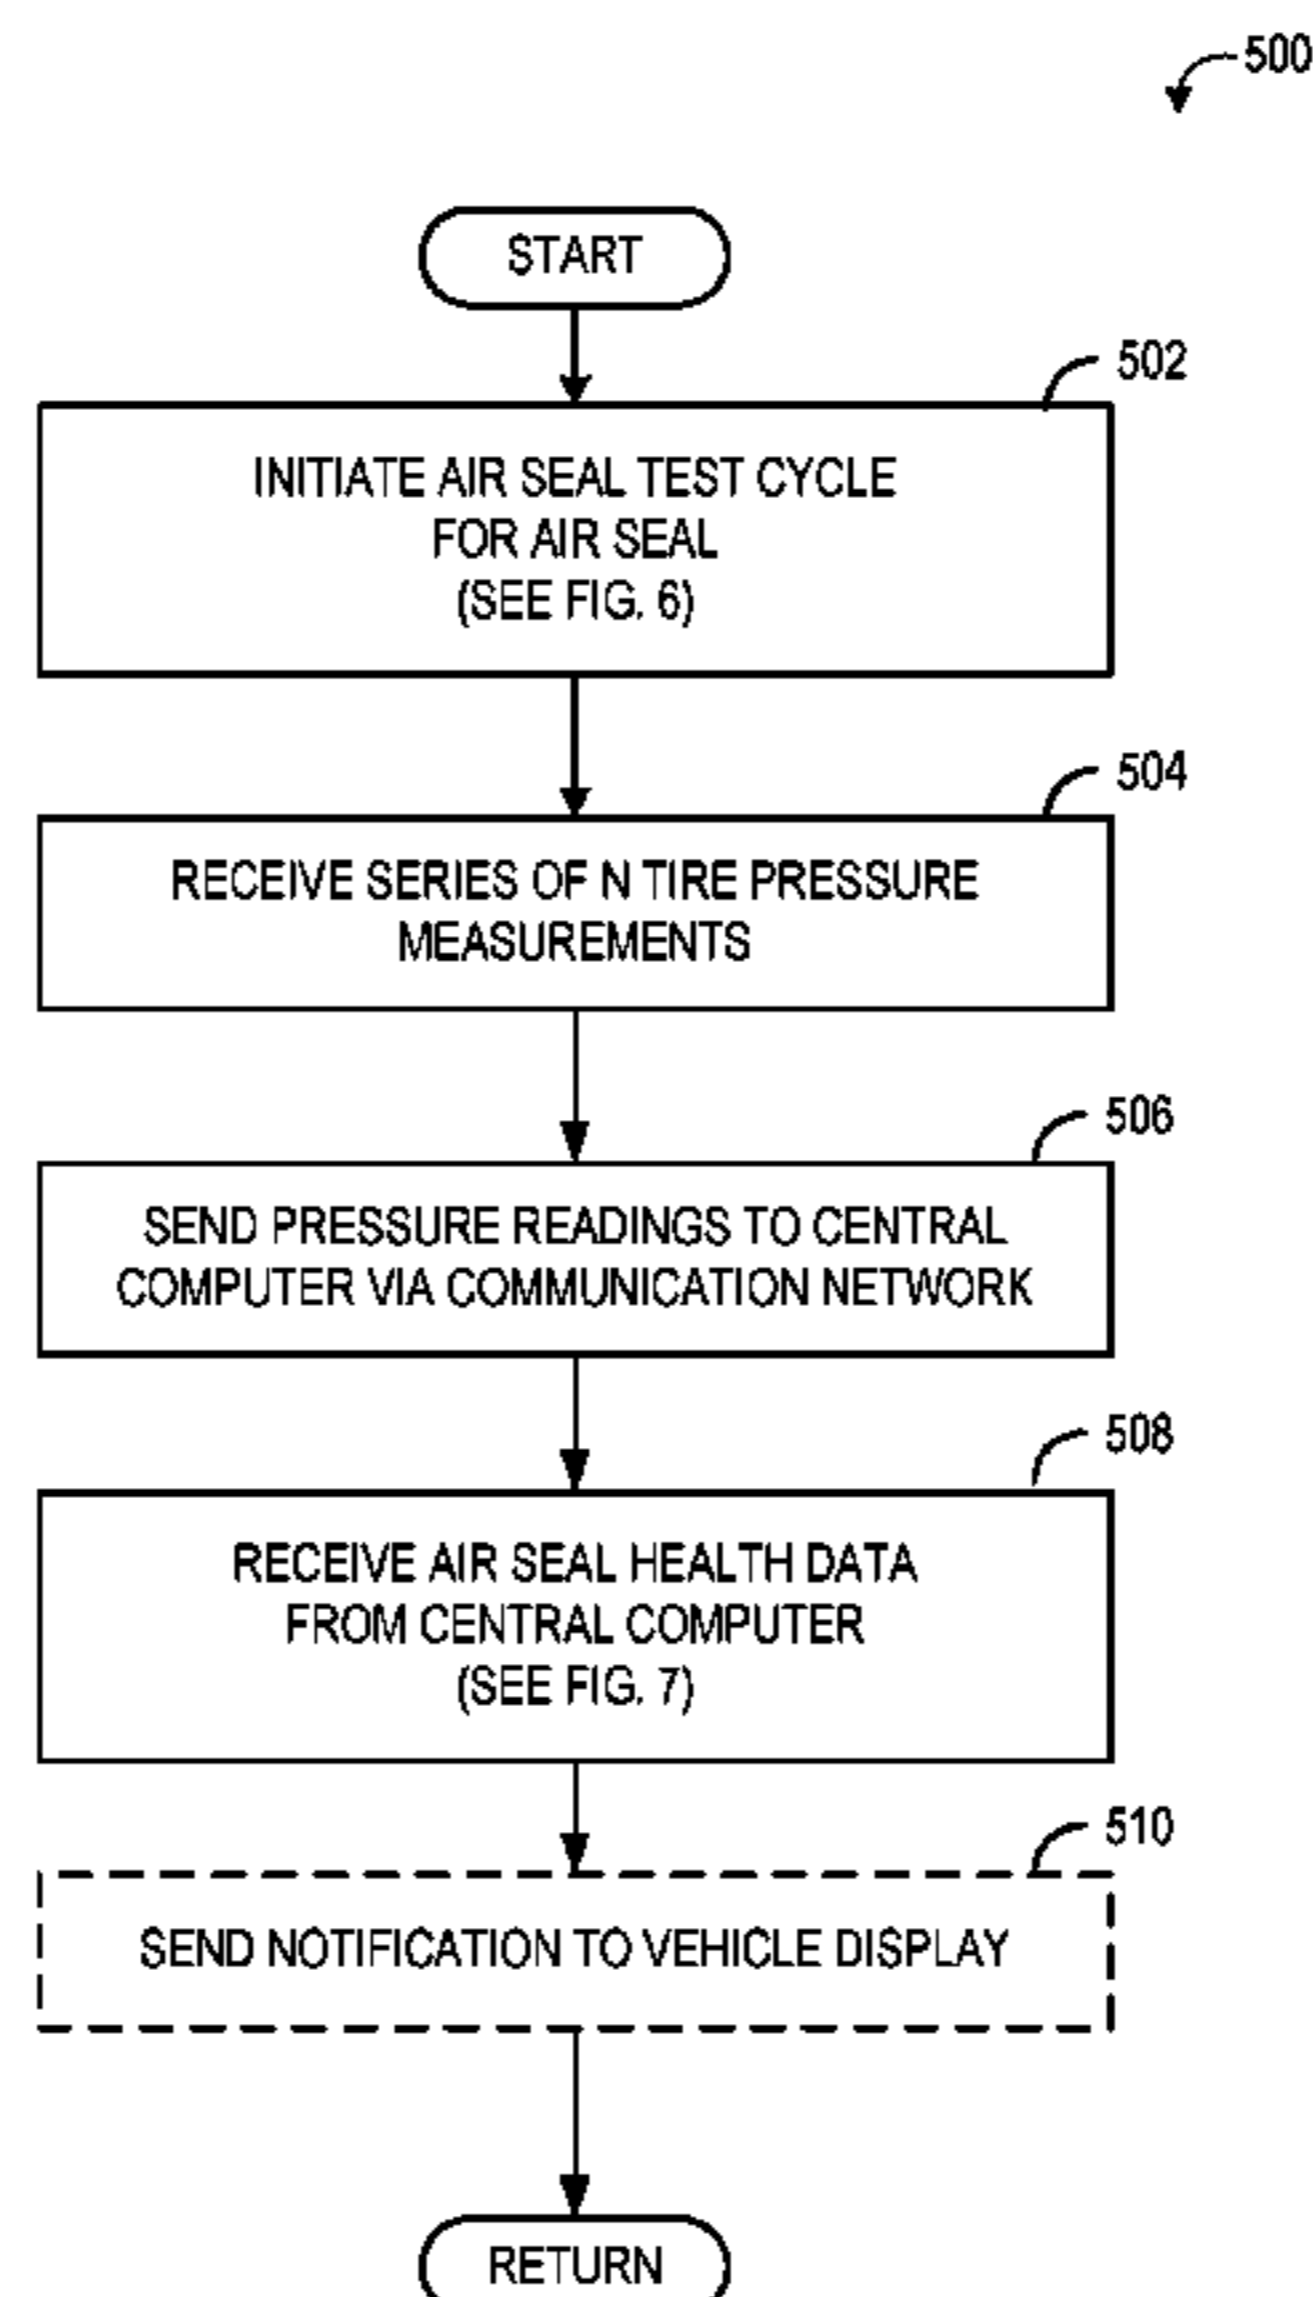 500
START
502
INITIATE AIR SEAL TEST CYCLE
FOR AIR SEAL
(SEE FIG. 6)
504
RECEIVE SERIES OF N TIRE PRESSURE
MEASUREMENTS
506
SEND PRESSURE READINGS TO CENTRAL
COMPUTER VIA COMMUNICATION NETWORK
508
RECEIVE AIR SEAL HEALTH DATA
FROM CENTRAL COMPUTER
(SEE FIG. 7)
510
SEND NOTIFICATION TO VEHICLE DISPLAY
RETURN